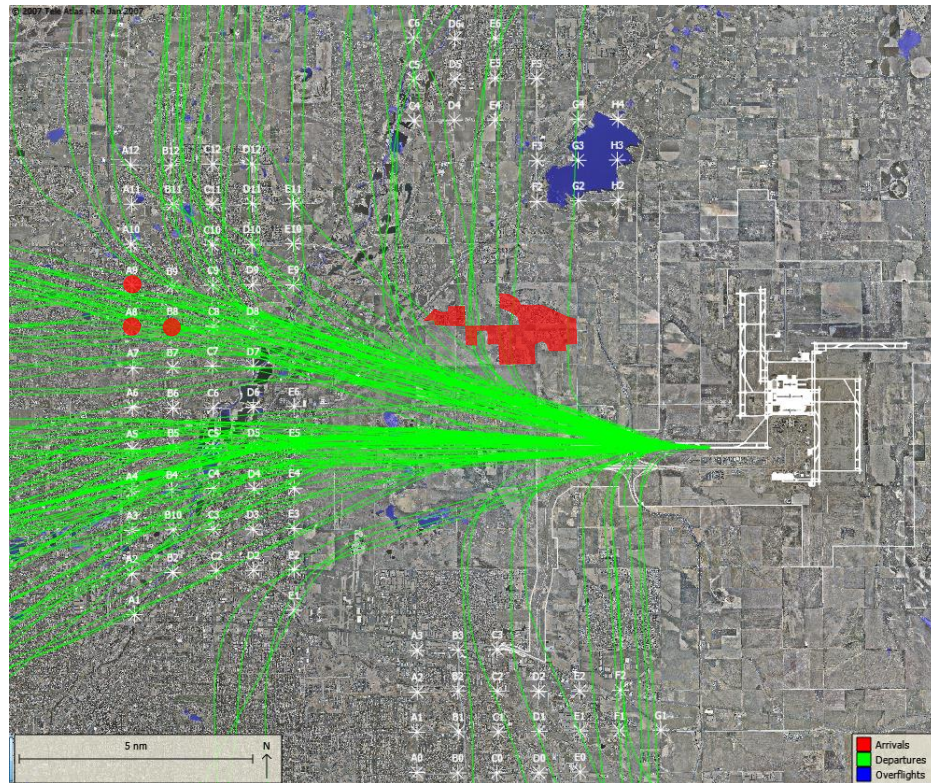 © 2007 Tele Atlas . Rel. Jan 2007
C6 D6 E6
C5 D5 E5 F5
C4 D4 E4 G4 H4
A12 B12 C12 D12 F3 G3 H3
A11 B11 C11 D11 E11 F2 G2 H2
A10 C10 D10 E10
A9 B9 C9 D9 E9
A8 B8 C8 D8
A7 B7 C7 D7
A6 B6 C6 D6 E6
A5 B5 C5 D5 E5
A4 B4 C4 D4 E4
A3 B10 C3 D3 E3
A2 B2 C2 D2 E2
A1 E1
A3 B3 C3
A2 B2 C2 D2 E2 F2
A1 B1 C1 D1 E1 F1 G1
A0 B0 C0 D0 E0
5 nm N
Arrivals
Departures
Overflights